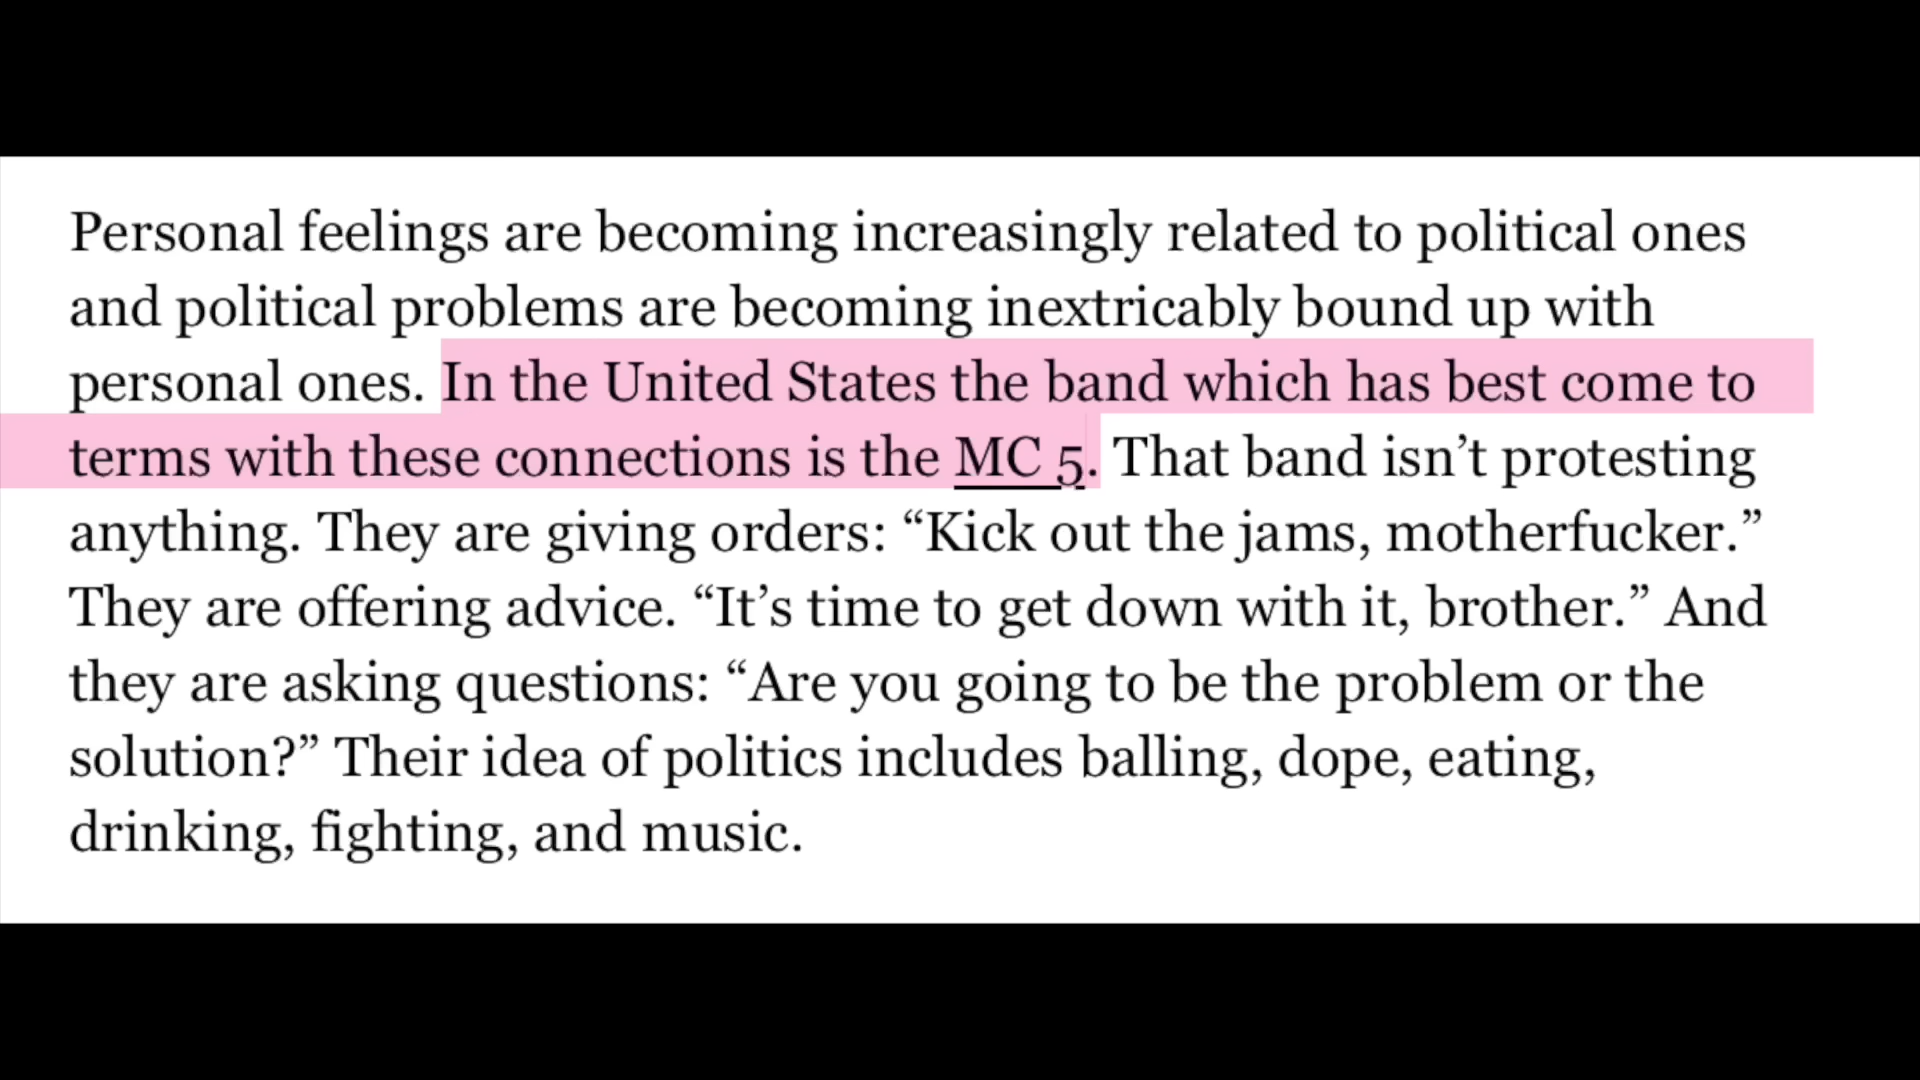 Personal feelings are becoming increasingly related to political ones
and political problems are becoming inextricably bound up with
personal ones. In the United States the band which has best come to
terms with these connections is the MC 5. That band isn’t protesting
anything. They are giving orders: “Kick out the jams, motherfucker.”
They are offering advice. “It’s time to get down with it, brother.” And
they are asking questions: “Are you going to be the problem or the
solution?” Their idea of politics includes balling, dope, eating,
drinking, fighting, and music.